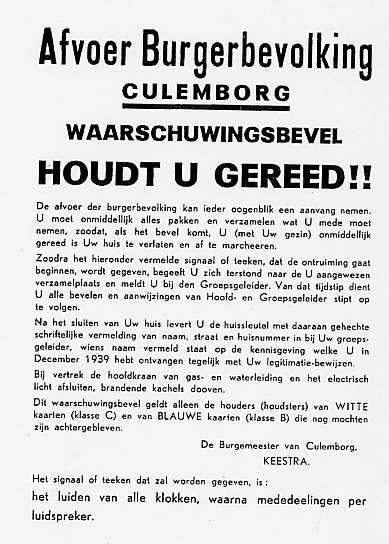 Afvoer Burgerbevolking
CULEMBORG
WAARSCHUWINGSBEVEL
HOUDT U GEREED!!
De afvoer der burgerbevolking kan ieder oogenblik een aanvang nemen.
U moet onmiddellijk alles pakken en verzamelen wat U mede moet
nemen, zoodat, als het bevel komt, U (met Uw gezin) onmiddellijk
gereed is Uw huis te verlaten en af te marcheeren.
Zoodra het hieronder vermelde signaal of teeken, dat de ontruiming gaat
beginnen, wordt gegeven, begeeft U zich terstond naar de U aangewezen
verzamelplaats en meldt U bij den Groepsgeleider. Van dat tijdstip dient
U alle bevelen en aanwijzingen van Hoofd- en Groepsgeleider stipt op
te volgen.
Na het sluiten van Uw huis levert U de huissleutel met daaraan gehechte
schriftelijke vermelding van naam, straat en huisnummer in bij Uw groeps-
geleider, wiens naam vermeld staat op de kennisgeving welke U in
December 1939 hebt ontvangen tegelijk met Uw legitimatie-bewijzen.
Bij vertrek de hoofdkraan van gas- en waterleiding en het electrisch
licht afsluiten, brandende kachels dooven.
Dit waarschuwingsbevel geldt alleen de houders (houdsters) van WITTE
kaarten (klasse C) en van BLAUWE kaarten (klasse B) die nog mochten
zijn achtergebleven.
De Burgemeester van Culemborg,
KEESTRA.
Het signaal of teeken dat zal worden gegeven, is :
het luiden van alle klokken, waarna mededeelingen per
luidspreker.